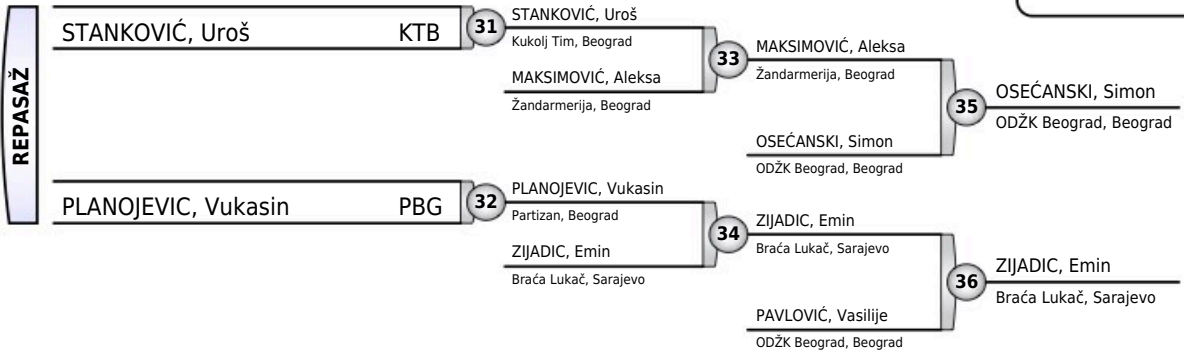 REPASAŽ
STANKOVIĆ, Uroš KTB
31
STANKOVIĆ, Uroš
Kukolj Tim, Beograd
MAKSIMOVIĆ, Aleksa
Žandarmerija, Beograd
33
MAKSIMOVIĆ, Aleksa
Žandarmerija, Beograd
OSEĆANSKI, Simon
ODŽK Beograd, Beograd
35
OSEĆANSKI, Simon
ODŽK Beograd, Beograd
PLANOJEVIC, Vukasin PBG
32
PLANOJEVIC, Vukasin
Partizan, Beograd
ZIJADIC, Emin
Braća Lukač, Sarajevo
34
ZIJADIC, Emin
Braća Lukač, Sarajevo
PAVLOVIĆ, Vasilije
ODŽK Beograd, Beograd
36
ZIJADIC, Emin
Braća Lukač, Sarajevo